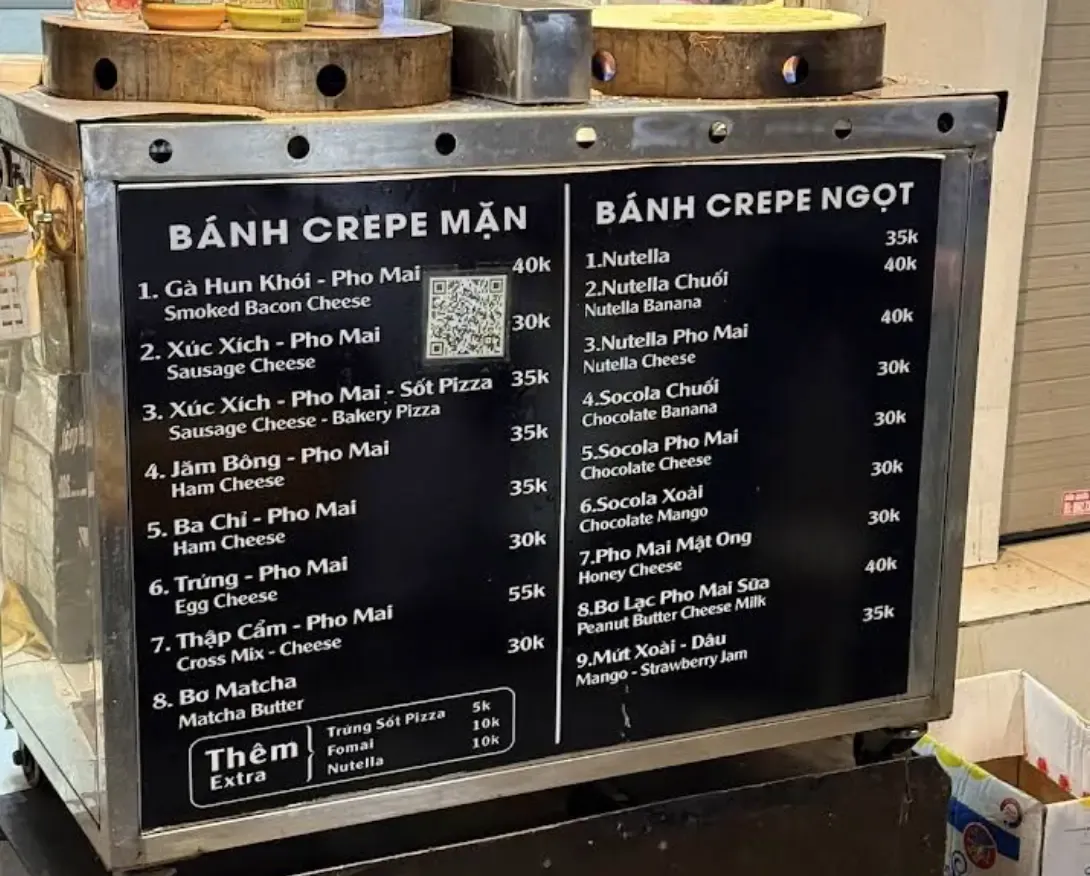 BÁNH CREPE MẶN
1. Gà Hun Khói - Pho Mai 40k
Smoked Bacon Cheese
2. Xúc Xích - Pho Mai 30k
Sausage Cheese
3. Xúc Xích - Pho Mai - Sốt Pizza 35k
Sausage Cheese - Bakery Pizza
4. Jăm Bông - Pho Mai 35k
Ham Cheese
5. Ba Chỉ - Pho Mai 35k
Ham Cheese
6. Trứng - Pho Mai 30k
Egg Cheese
7. Thập Cẩm - Pho Mai 55k
Cross Mix - Cheese
8. Bơ Matcha 30k
Matcha Butter
Thêm
Extra
Trứng Sốt Pizza 5k
Fomai 10k
Nutella 10k
BÁNH CREPE NGỌT
1.Nutella 35k
2.Nutella Chuối 40k
Nutella Banana
3.Nutella Pho Mai 40k
Nutella Cheese
4.Socola Chuối 30k
Chocolate Banana
5.Socola Pho Mai 30k
Chocolate Cheese
6.Socola Xoài 30k
Chocolate Mango
7.Pho Mai Mật Ong 30k
Honey Cheese
8.Bơ Lạc Pho Mai Sữa 40k
Peanut Butter Cheese Milk
9.Mứt Xoài - Dâu 35k
Mango - Strawberry Jam